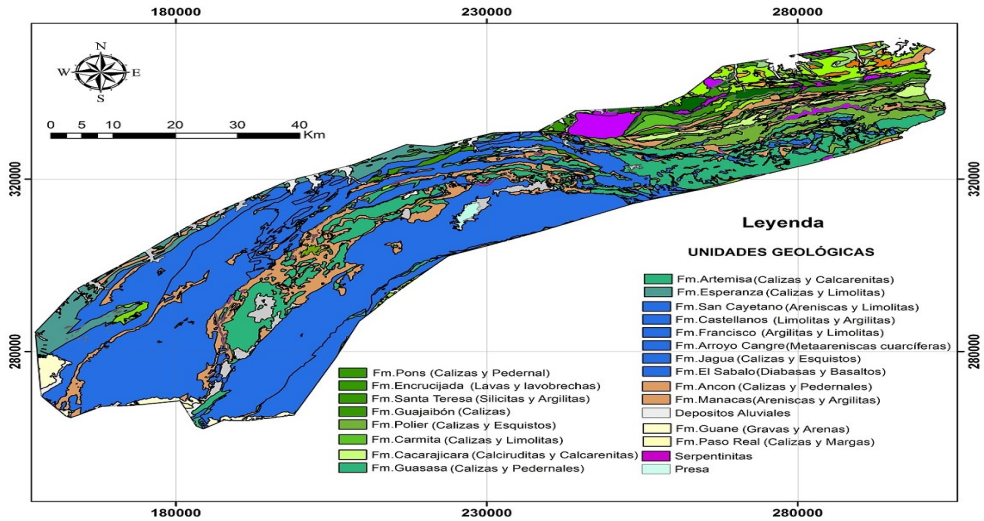 180000 230000 280000
N
W E
S
0 5 10 20 30 40
Km
320000 320000
280000 280000
Leyenda
UNIDADES GEOLÓGICAS
Fm.Artemisa (Calizas y Calcarenitas)
Fm.Esperanza (Calizas y Limolitas)
Fm.San Cayetano (Areniscas y Limolitas)
Fm.Castellanos (Limolitas y Argilitas)
Fm.Francisco (Argilitas y Limolitas)
Fm.Arroyo Cangre (Metaareniscas cuarcíferas)
Fm.Jagua (Calizas y Esquistos)
Fm.El Sabalo (Diabasas y Basaltos)
Fm.Ancon (Calizas y Pedernales)
Fm.Manacas (Areniscas y Argilitas)
Depositos Aluviales
Fm.Guane (Gravas y Arenas)
Fm.Paso Real (Calizas y Margas)
Serpentinitas
Presa
Fm.Pons (Calizas y Pedernal)
Fm.Encrucijada (Lavas y lavobrechas)
Fm.Santa Teresa (Silicitas y Argilitas)
Fm.Guajaibón (Calizas)
Fm.Polier (Calizas y Esquistos)
Fm.Carmita (Calizas y Limolitas)
Fm.Cacarajicara (Calciruditas y Calcarenitas)
Fm.Guasasa (Calizas y Pedernales)
180000 230000 280000